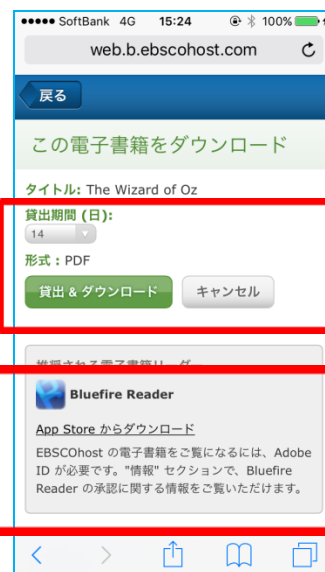 SoftBank 4G 15:24 100%
web.b.ebscohost.com
戻る
この電子書籍をダウンロード
タイトル: The Wizard of Oz
貸出期間 (日):
14
形式 : PDF
貸出 & ダウンロード キャンセル
推奨される電子書籍リーダー
Bluefire Reader
App Store からダウンロード
EBSCOhost の電子書籍をご覧になるには、Adobe
ID が必要です。"情報" セクションで、Bluefire
Reader の承認に関する情報をご覧いただけます。